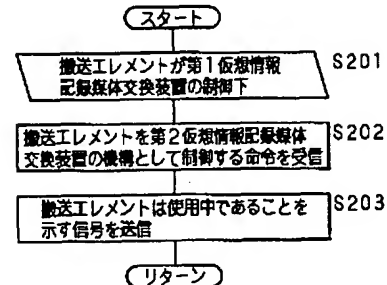 スタート
搬送エレメントが第1仮想情報
記録媒体交換装置の制御下
S201
搬送エレメントを第2仮想情報記録媒体
交換装置の機構として制御する命令を受信
S202
搬送エレメントは使用中であることを
示す信号を送信
S203
リターン